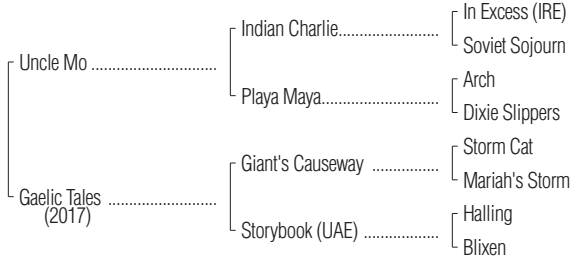 In Excess (IRE)
Indian Charlie
Soviet Sojourn
Uncle Mo
Arch
Playa Maya
Dixie Slippers
Storm Cat
Giant's Causeway
Mariah's Storm
Gaelic Tales
(2017)
Halling
Storybook (UAE)
Blixen